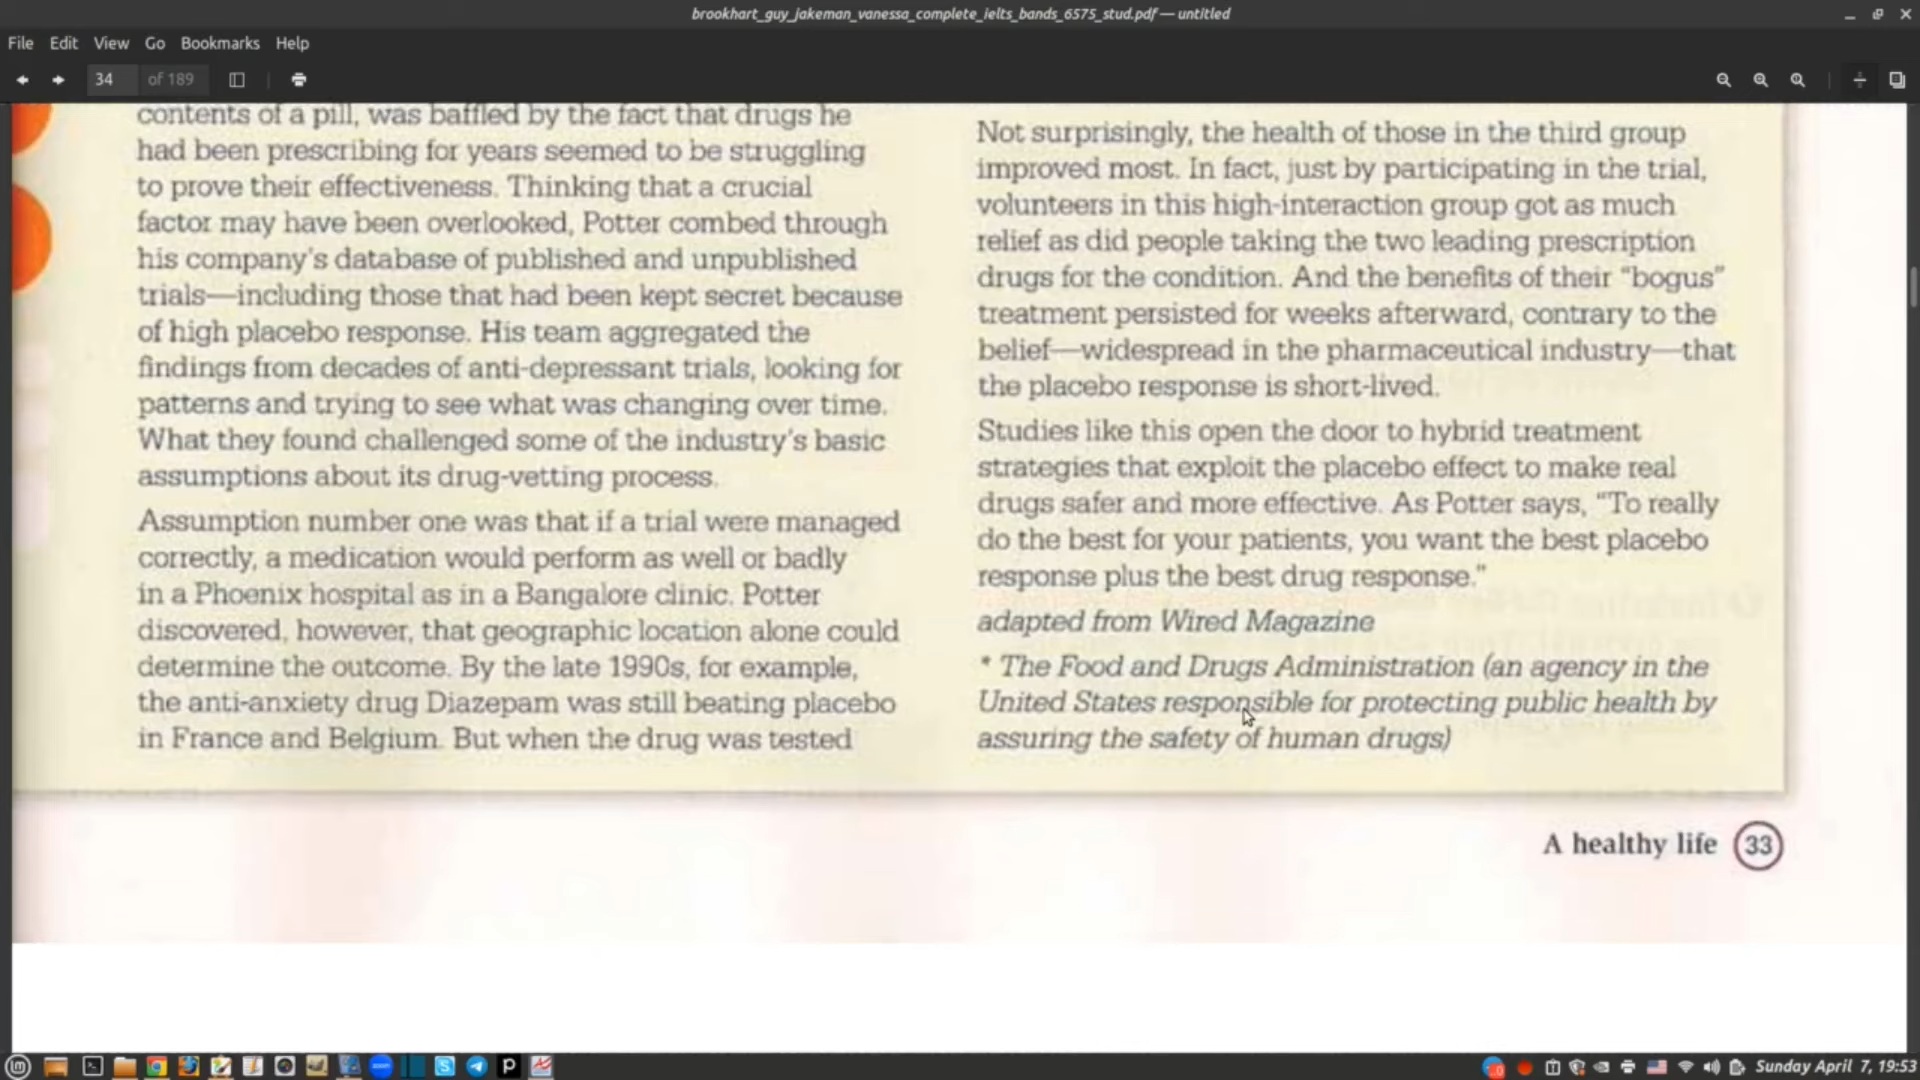 brookhart_guy_jakeman_vanessa_complete_ielts_bands_6575_stud.pdf — untitled
File Edit View Go Bookmarks Help
34 of 189
contents of a pill, was baffled by the fact that drugs he
had been prescribing for years seemed to be struggling
to prove their effectiveness. Thinking that a crucial
factor may have been overlooked, Potter combed through
his company's database of published and unpublished
trials—including those that had been kept secret because
of high placebo response. His team aggregated the
findings from decades of anti-depressant trials, looking for
patterns and trying to see what was changing over time.
What they found challenged some of the industry's basic
assumptions about its drug-vetting process.
Assumption number one was that if a trial were managed
correctly, a medication would perform as well or badly
in a Phoenix hospital as in a Bangalore clinic. Potter
discovered, however, that geographic location alone could
determine the outcome. By the late 1990s, for example,
the anti-anxiety drug Diazepam was still beating placebo
in France and Belgium. But when the drug was tested
Not surprisingly, the health of those in the third group
improved most. In fact, just by participating in the trial,
volunteers in this high-interaction group got as much
relief as did people taking the two leading prescription
drugs for the condition. And the benefits of their “bogus”
treatment persisted for weeks afterward, contrary to the
belief—widespread in the pharmaceutical industry—that
the placebo response is short-lived.
Studies like this open the door to hybrid treatment
strategies that exploit the placebo effect to make real
drugs safer and more effective. As Potter says, “To really
do the best for your patients, you want the best placebo
response plus the best drug response.”
adapted from Wired Magazine
* The Food and Drugs Administration (an agency in the
United States responsible for protecting public health by
assuring the safety of human drugs)
A healthy life 33
Sunday April 7, 19:53